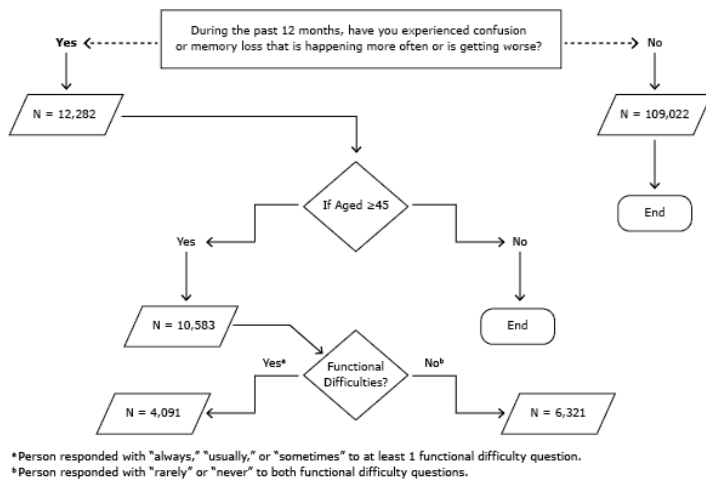 During the past 12 months, have you experienced confusion
or memory loss that is happening more often or is getting worse?
Yes
No
N = 12,282
N = 109,022
If Aged ≥45
End
Yes
No
N = 10,583
End
Yesᵃ
Functional
Difficulties?
Noᵇ
N = 4,091
N = 6,321
ᵃPerson responded with “always,” “usually,” or “sometimes” to at least 1 functional difficulty question.
ᵇPerson responded with “rarely” or “never” to both functional difficulty questions.